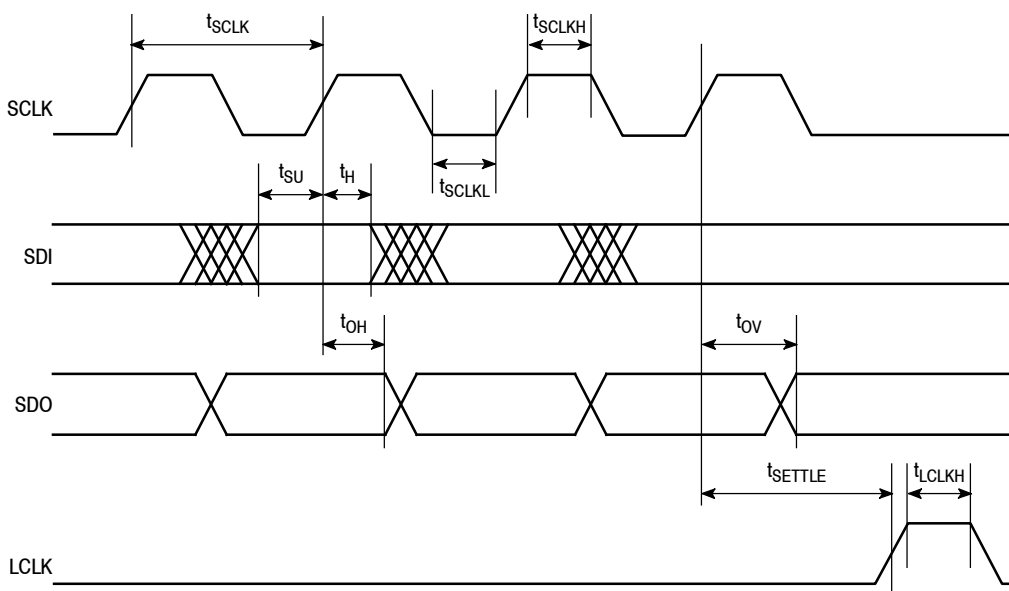 tSCLK
tSCLKH
SCLK
tSU
tH
tSCLKL
SDI
tOH
tOV
SDO
tSETTLE
tLCLKH
LCLK